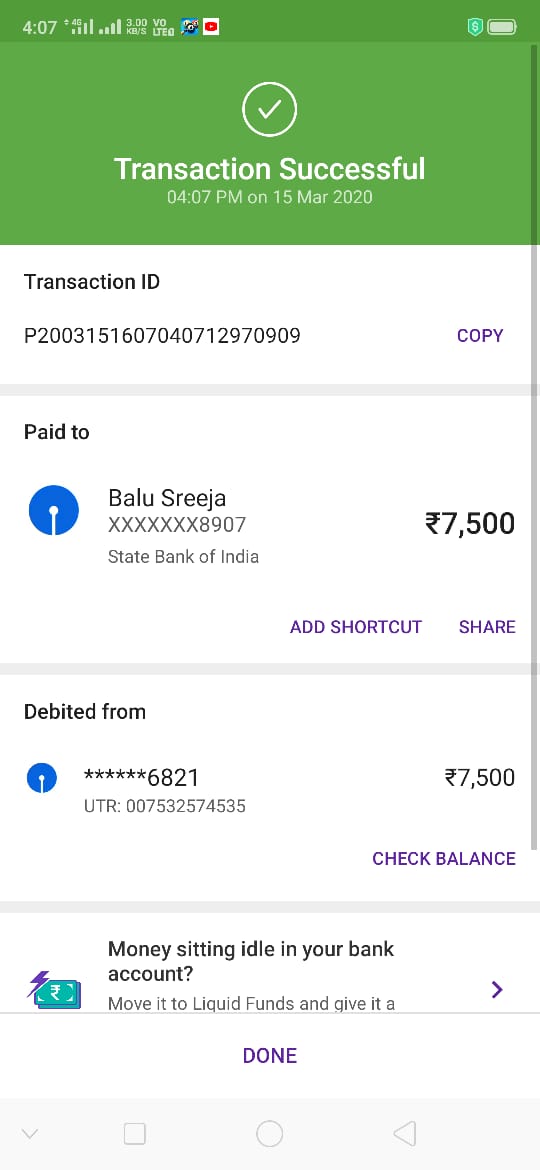 4:07 4G 3.00 KB/S VO LTE
Transaction Successful
04:07 PM on 15 Mar 2020
Transaction ID
P2003151607040712970909 COPY
Paid to
Balu Sreeja
XXXXXXX8907 ₹7,500
State Bank of India
ADD SHORTCUT SHARE
Debited from
******6821 ₹7,500
UTR: 007532574535
CHECK BALANCE
Money sitting idle in your bank
account?
Move it to Liquid Funds and give it a
DONE